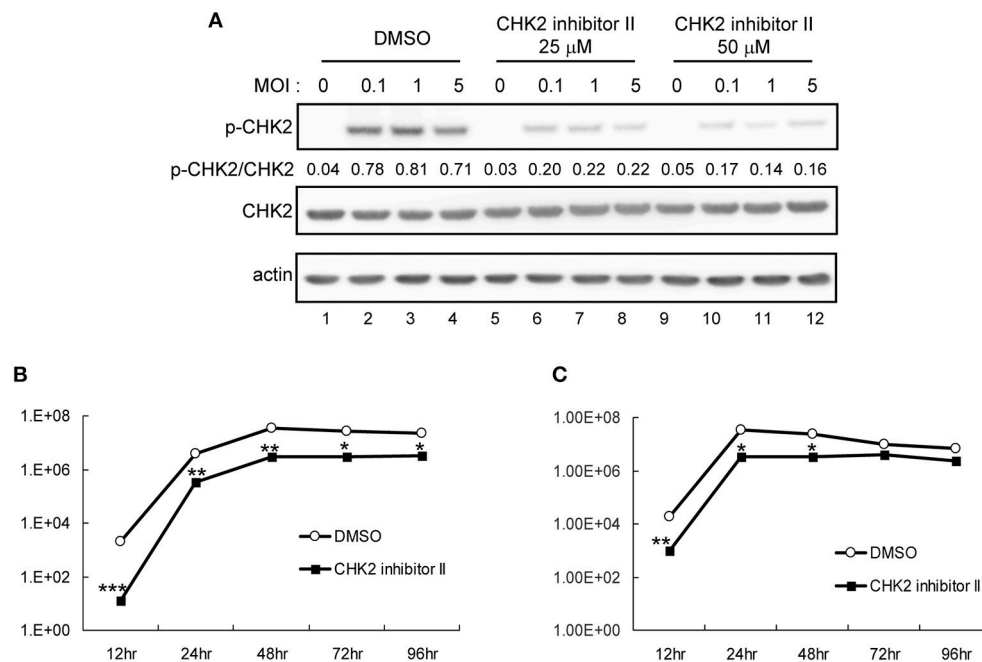 A
DMSO
CHK2 inhibitor II
25 μM
CHK2 inhibitor II
50 μM
MOI : 0 0.1 1 5 0 0.1 1 5 0 0.1 1 5
p-CHK2
p-CHK2/CHK2 0.04 0.78 0.81 0.71 0.03 0.20 0.22 0.22 0.05 0.17 0.14 0.16
CHK2
actin
1 2 3 4 5 6 7 8 9 10 11 12
B
1.E+08
1.E+06
1.E+04
1.E+02
1.E+00
***
**
**
*
*
DMSO
CHK2 inhibitor II
12hr 24hr 48hr 72hr 96hr
C
1.00E+08
1.00E+06
1.00E+04
1.00E+02
1.00E+00
**
*
*
DMSO
CHK2 inhibitor II
12hr 24hr 48hr 72hr 96hr